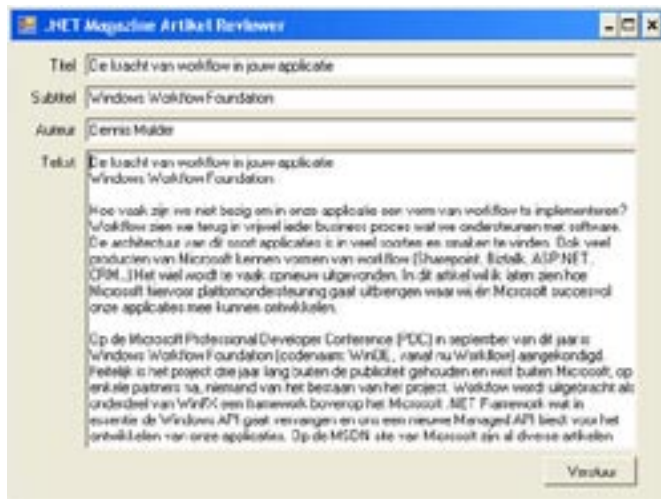 .NET Magazine Artikel Reviewer
Titel De kracht van workflow in jouw applicatie
Subtitel Windows Workflow Foundation
Auteur Dennis Mulder
Tekst De kracht van workflow in jouw applicatie
Windows Workflow Foundation
Hoe vaak zijn we niet bezig om in onze applicatie een vorm van workflow te implementeren?
Workflow zien we terug in vrijwel ieder business proces wat we ondersteunen met software.
De architectuur van dit soort applicaties is in veel soorten en smaken te vinden. Ook veel
producten van Microsoft kennen vormen van workflow (Sharepoint, Biztalk, ASP.NET,
CRM...) Het wiel wordt te vaak opnieuw uitgevonden. In dit artikel wil ik laten zien hoe
Microsoft hiervoor platformondersteuning gaat uitbrengen waar wij én Microsoft succesvol
onze applicaties mee kunnen ontwikkelen.
Op de Microsoft Professional Developer Conference (PDC) in september van dit jaar is
Windows Workflow Foundation (codenaam: WinOE, vanaf nu Workflow) aangekondigd.
Feitelijk is het project drie jaar lang buiten de publiciteit gehouden en wist buiten Microsoft, op
enkele partners na, niemand van het bestaan van het project. Workflow wordt uitgebracht als
onderdeel van WinFX een framework bovenop het Microsoft .NET Framework wat in
essentie de Windows API gaat vervangen en ons een nieuwe Managed API biedt voor het
ontwikkelen van onze applicaties. Op de MSDN site van Microsoft zijn al diverse artikelen
Verstuur